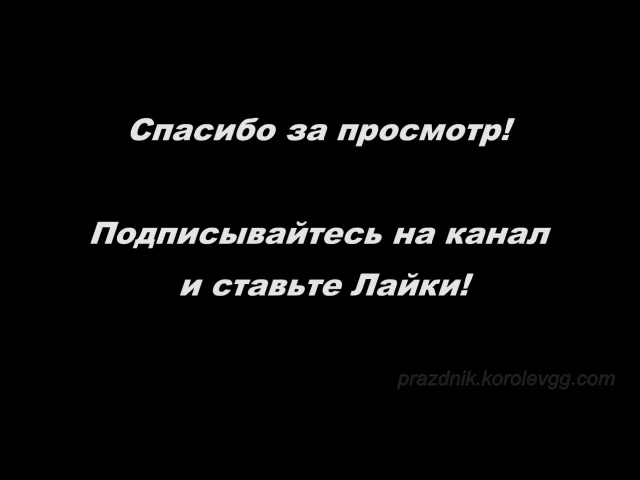 Спасибо за просмотр!
Подписывайтесь на канал
и ставьте Лайки!
prazdnik.korolevgg.com